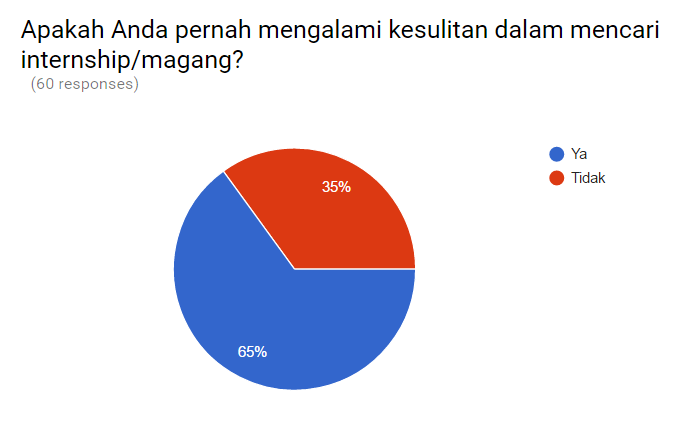 Apakah Anda pernah mengalami kesulitan dalam mencari
internship/magang?
(60 responses)
Ya
Tidak
35%
65%